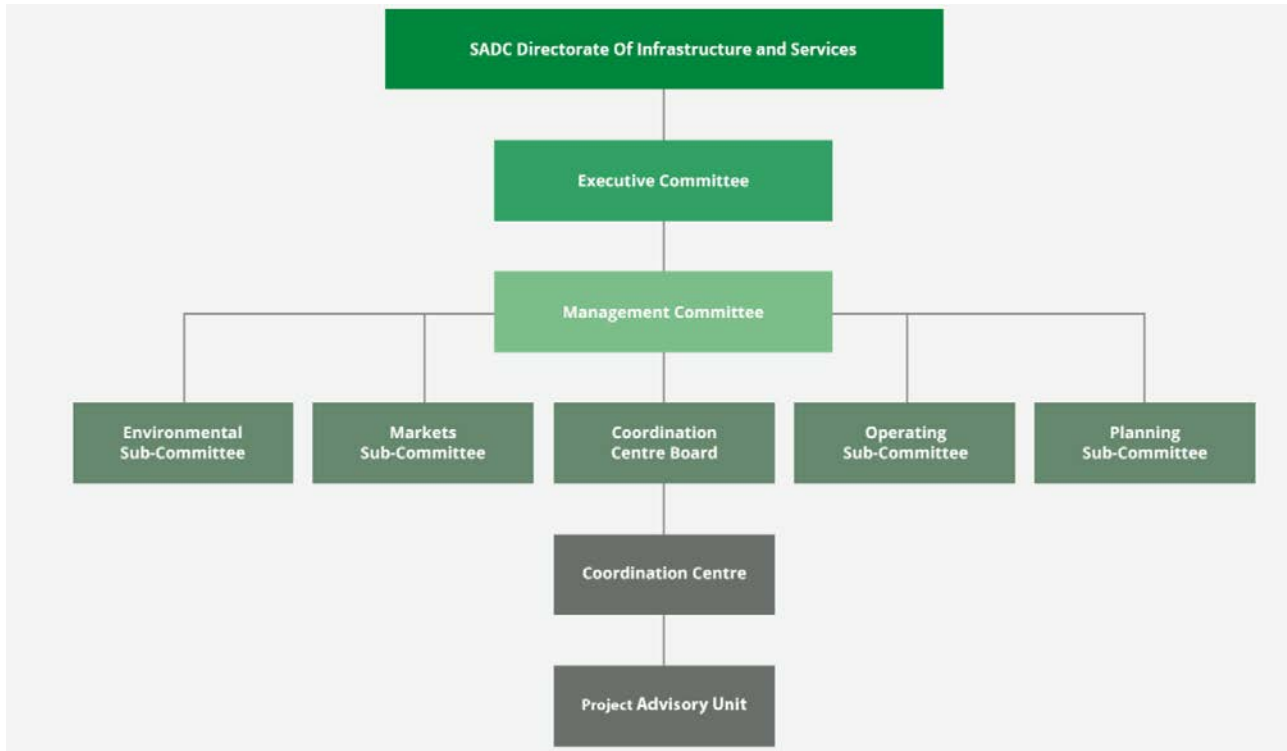 SADC Directorate Of Infrastructure and Services
Executive Committee
Management Committee
Environmental
Sub-Committee
Markets
Sub-Committee
Coordination
Centre Board
Operating
Sub-Committee
Planning
Sub-Committee
Coordination Centre
Project Advisory Unit